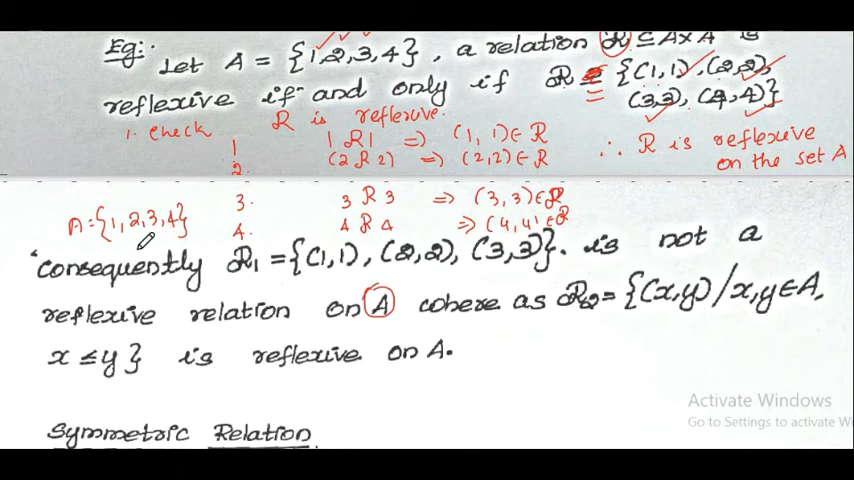 Eg:- Let A = {1,2,3,4}, a relation R ⊆ A×A is
reflexive if and only if R ⊇ {(1,1),(2,2),
(3,3), (4,4)}
1. Check R is reflexive.
1 1 R 1 => (1,1) ∈ R
2. (2 R 2) => (2,2) ∈ R
∴ R is reflexive
on the set A
3. 3 R 3 => (3,3) ∈ R
4. 4 R 4 => (4,4) ∈ R
A = {1,2,3,4}
consequently R₁ = {(1,1), (2,2), (3,3)}. is not a
reflexive relation on A where as R₂ = {(x,y)/x,y ∈ A,
x ≤ y} is reflexive on A.
Symmetric Relation
Activate Windows
Go to Settings to activate W